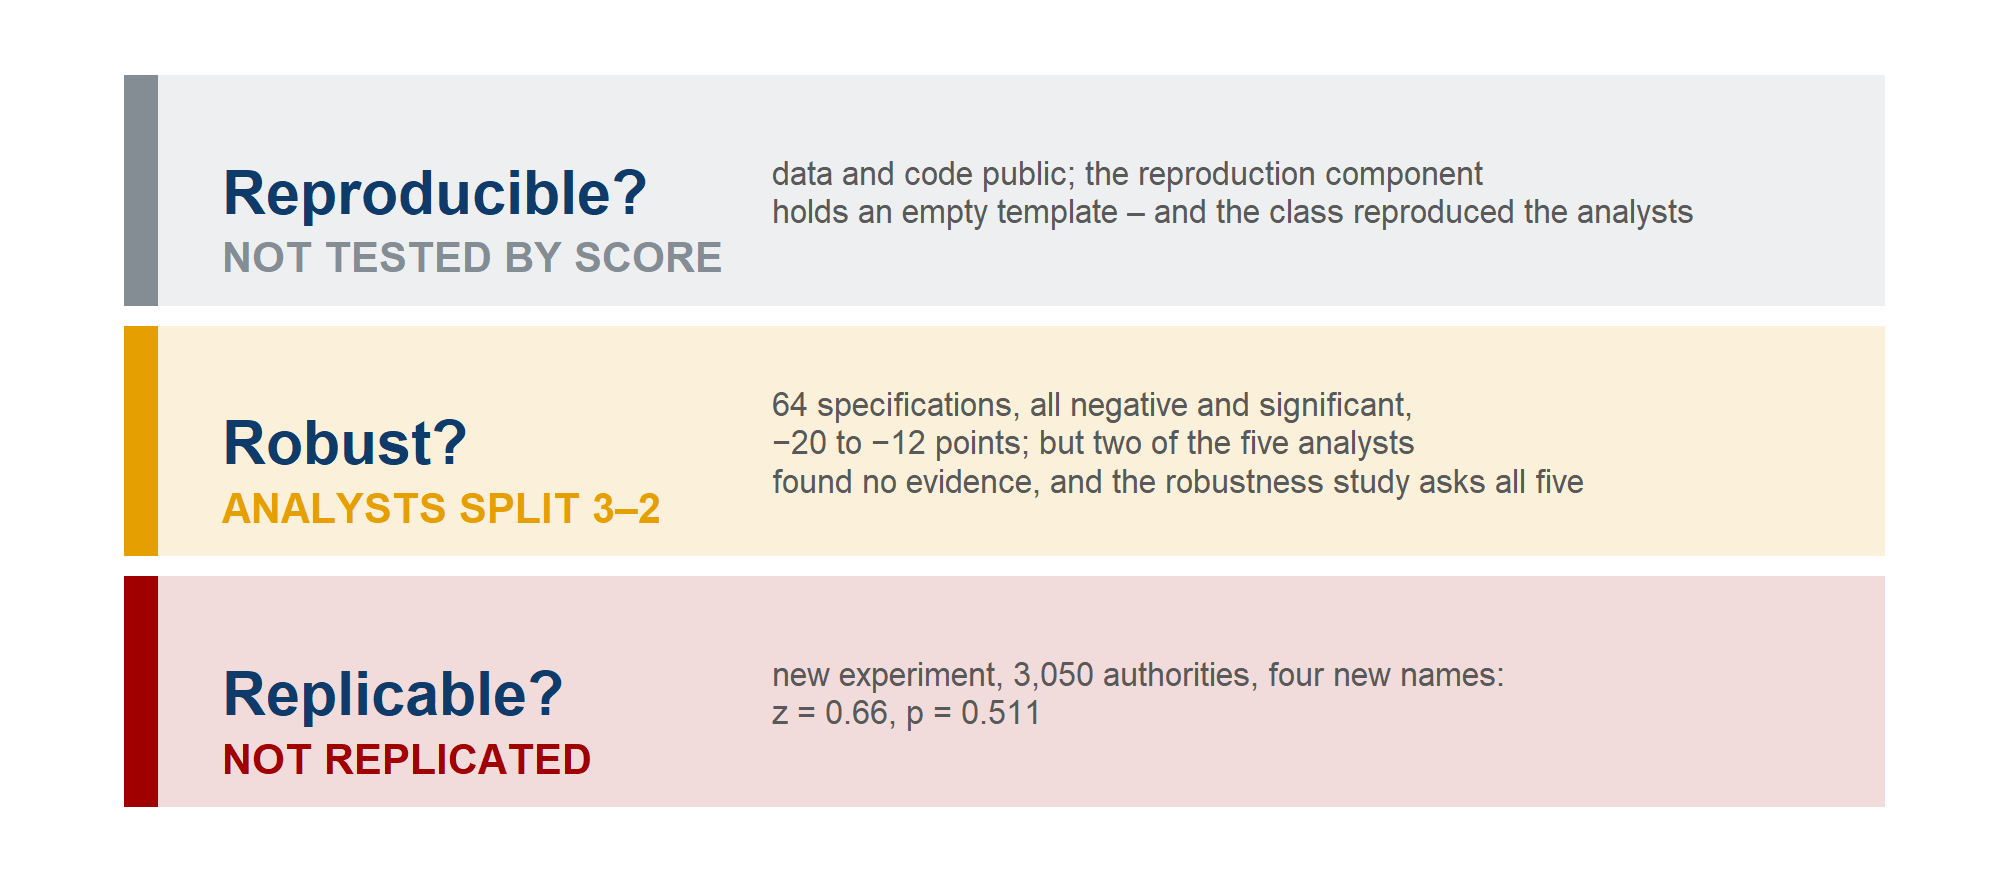 Reproducible?
NOT TESTED BY SCORE
data and code public; the reproduction component
holds an empty template – and the class reproduced the analysts
Robust?
ANALYSTS SPLIT 3–2
64 specifications, all negative and significant,
−20 to −12 points; but two of the five analysts
found no evidence, and the robustness study asks all five
Replicable?
NOT REPLICATED
new experiment, 3,050 authorities, four new names:
z = 0.66, p = 0.511